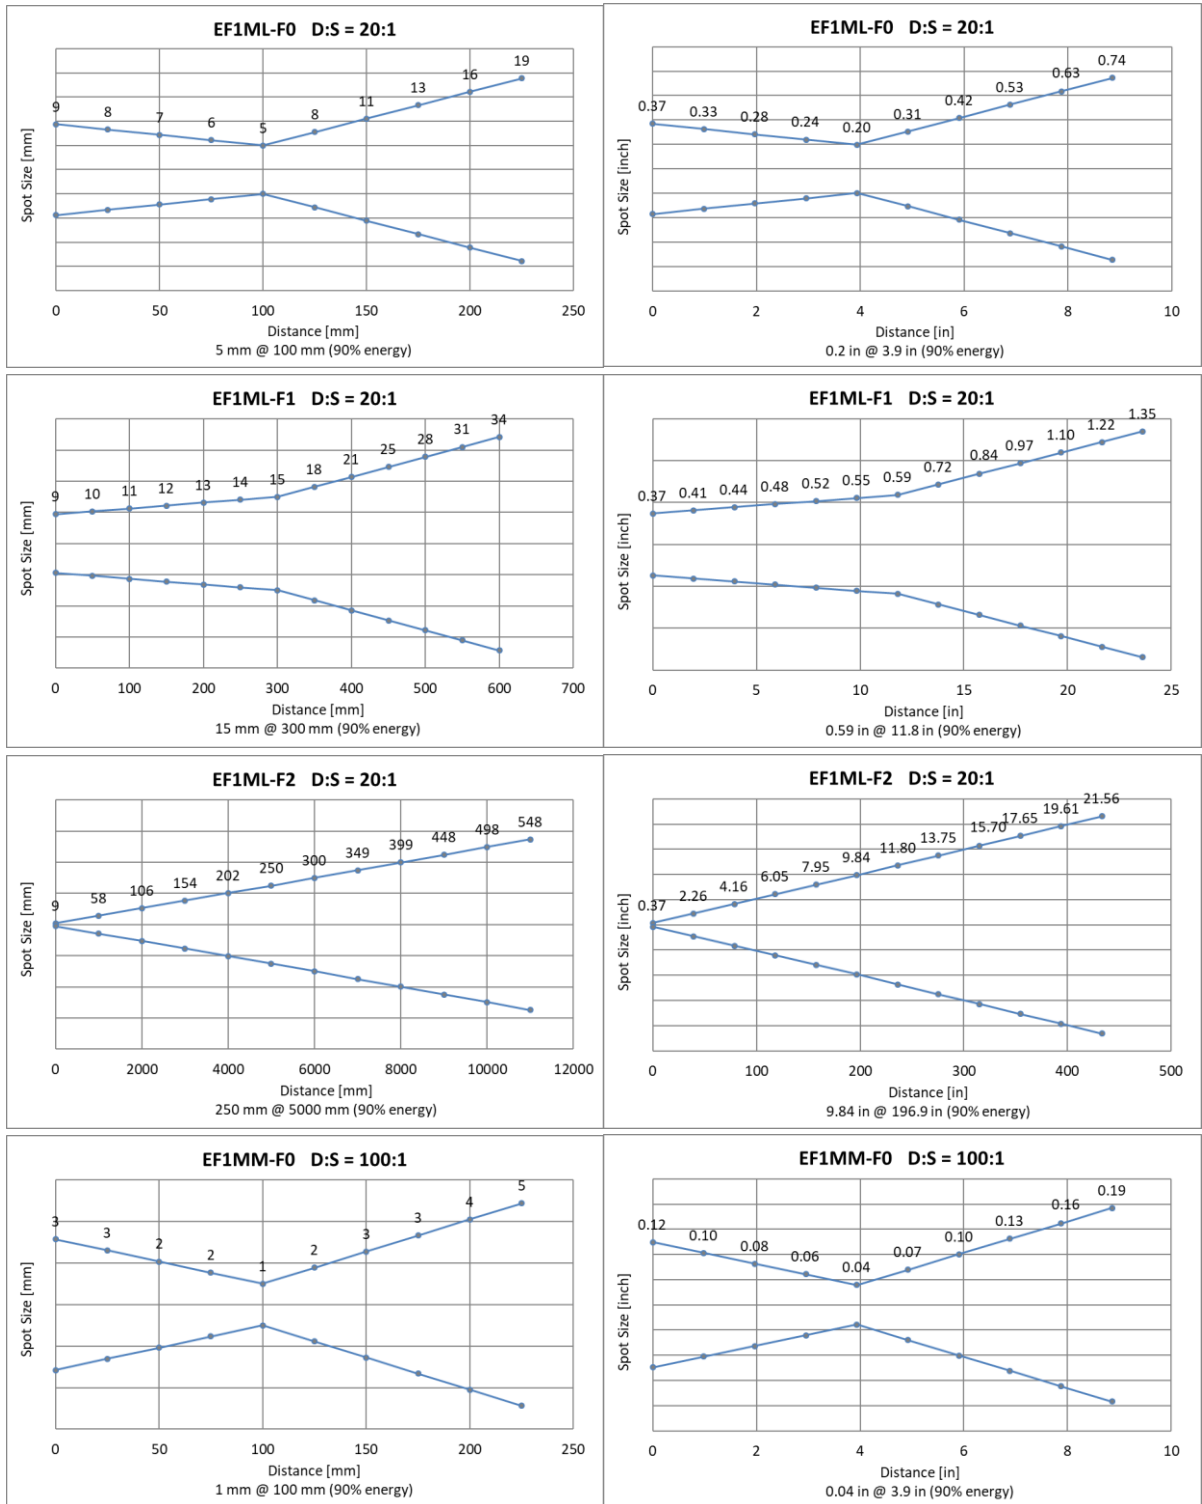 EF1ML-F0 D:S = 20:1
Spot Size [mm]
9 8 7 6 5 8 11 13 16 19
0 50 100 150 200 250
Distance [mm]
5 mm @ 100 mm (90% energy)
EF1ML-F0 D:S = 20:1
Spot Size [inch]
0.37 0.33 0.28 0.24 0.20 0.31 0.42 0.53 0.63 0.74
0 2 4 6 8 10
Distance [in]
0.2 in @ 3.9 in (90% energy)
EF1ML-F1 D:S = 20:1
Spot Size [mm]
9 10 11 12 13 14 15 18 21 25 28 31 34
0 100 200 300 400 500 600 700
Distance [mm]
15 mm @ 300 mm (90% energy)
EF1ML-F1 D:S = 20:1
Spot Size [inch]
0.37 0.41 0.44 0.48 0.52 0.55 0.59 0.72 0.84 0.97 1.10 1.22 1.35
0 5 10 15 20 25
Distance [in]
0.59 in @ 11.8 in (90% energy)
EF1ML-F2 D:S = 20:1
Spot Size [mm]
9 58 106 154 202 250 300 349 399 448 498 548
0 2000 4000 6000 8000 10000 12000
Distance [mm]
250 mm @ 5000 mm (90% energy)
EF1ML-F2 D:S = 20:1
Spot Size [inch]
0.37 2.26 4.16 6.05 7.95 9.84 11.80 13.75 15.70 17.65 19.61 21.56
0 100 200 300 400 500
Distance [in]
9.84 in @ 196.9 in (90% energy)
EF1MM-F0 D:S = 100:1
Spot Size [mm]
3 3 2 2 1 2 3 3 4 5
0 50 100 150 200 250
Distance [mm]
1 mm @ 100 mm (90% energy)
EF1MM-F0 D:S = 100:1
Spot Size [inch]
0.12 0.10 0.08 0.06 0.04 0.07 0.10 0.13 0.16 0.19
0 2 4 6 8 10
Distance [in]
0.04 in @ 3.9 in (90% energy)